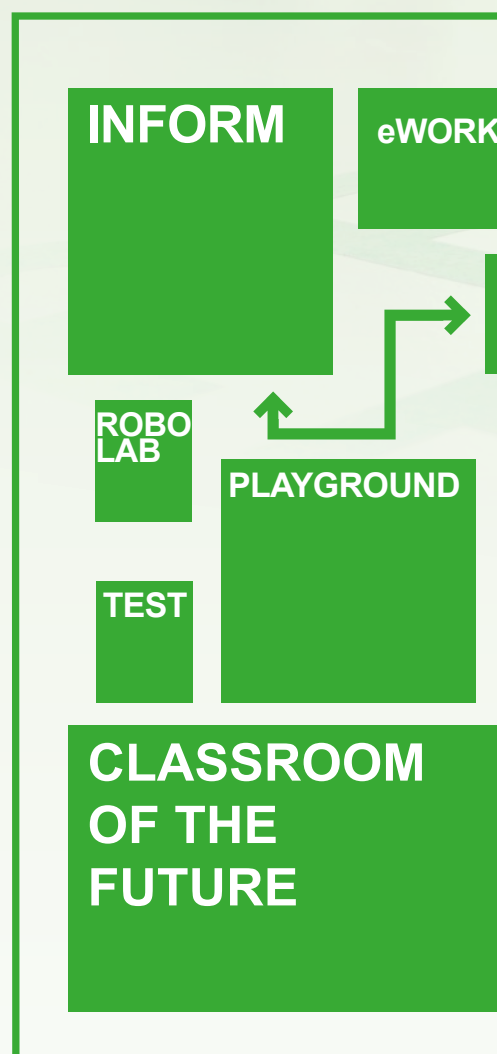 INFORM
eWORK
ROBO
LAB
PLAYGROUND
TEST
CLASSROOM
OF THE
FUTURE